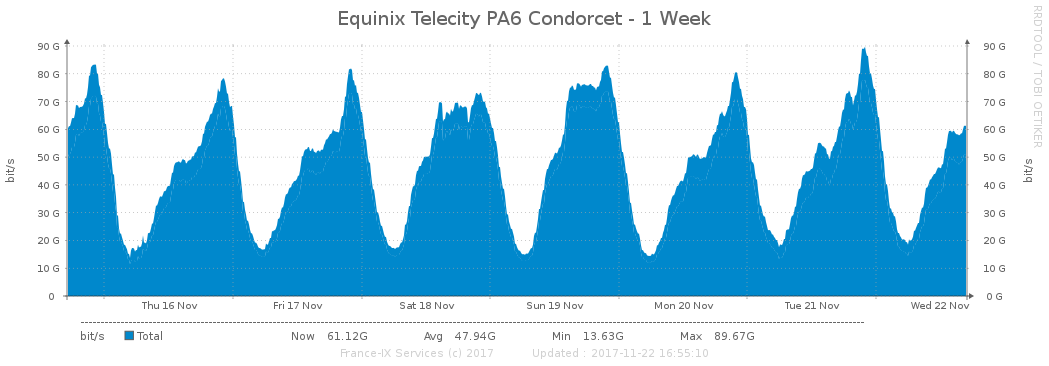 Equinix Telecity PA6 Condorcet - 1 Week
RRDTOOL / TOBI OETIKER
bit/s
90 G
80 G
70 G
60 G
50 G
40 G
30 G
20 G
10 G
0
90 G
80 G
70 G
60 G
50 G
40 G
30 G
20 G
10 G
0 G
bit/s
Thu 16 Nov Fri 17 Nov Sat 18 Nov Sun 19 Nov Mon 20 Nov Tue 21 Nov Wed 22 Nov
bit/s Total Now 61.12G Avg 47.94G Min 13.63G Max 89.67G
France-IX Services (c) 2017 Updated : 2017-11-22 16:55:10